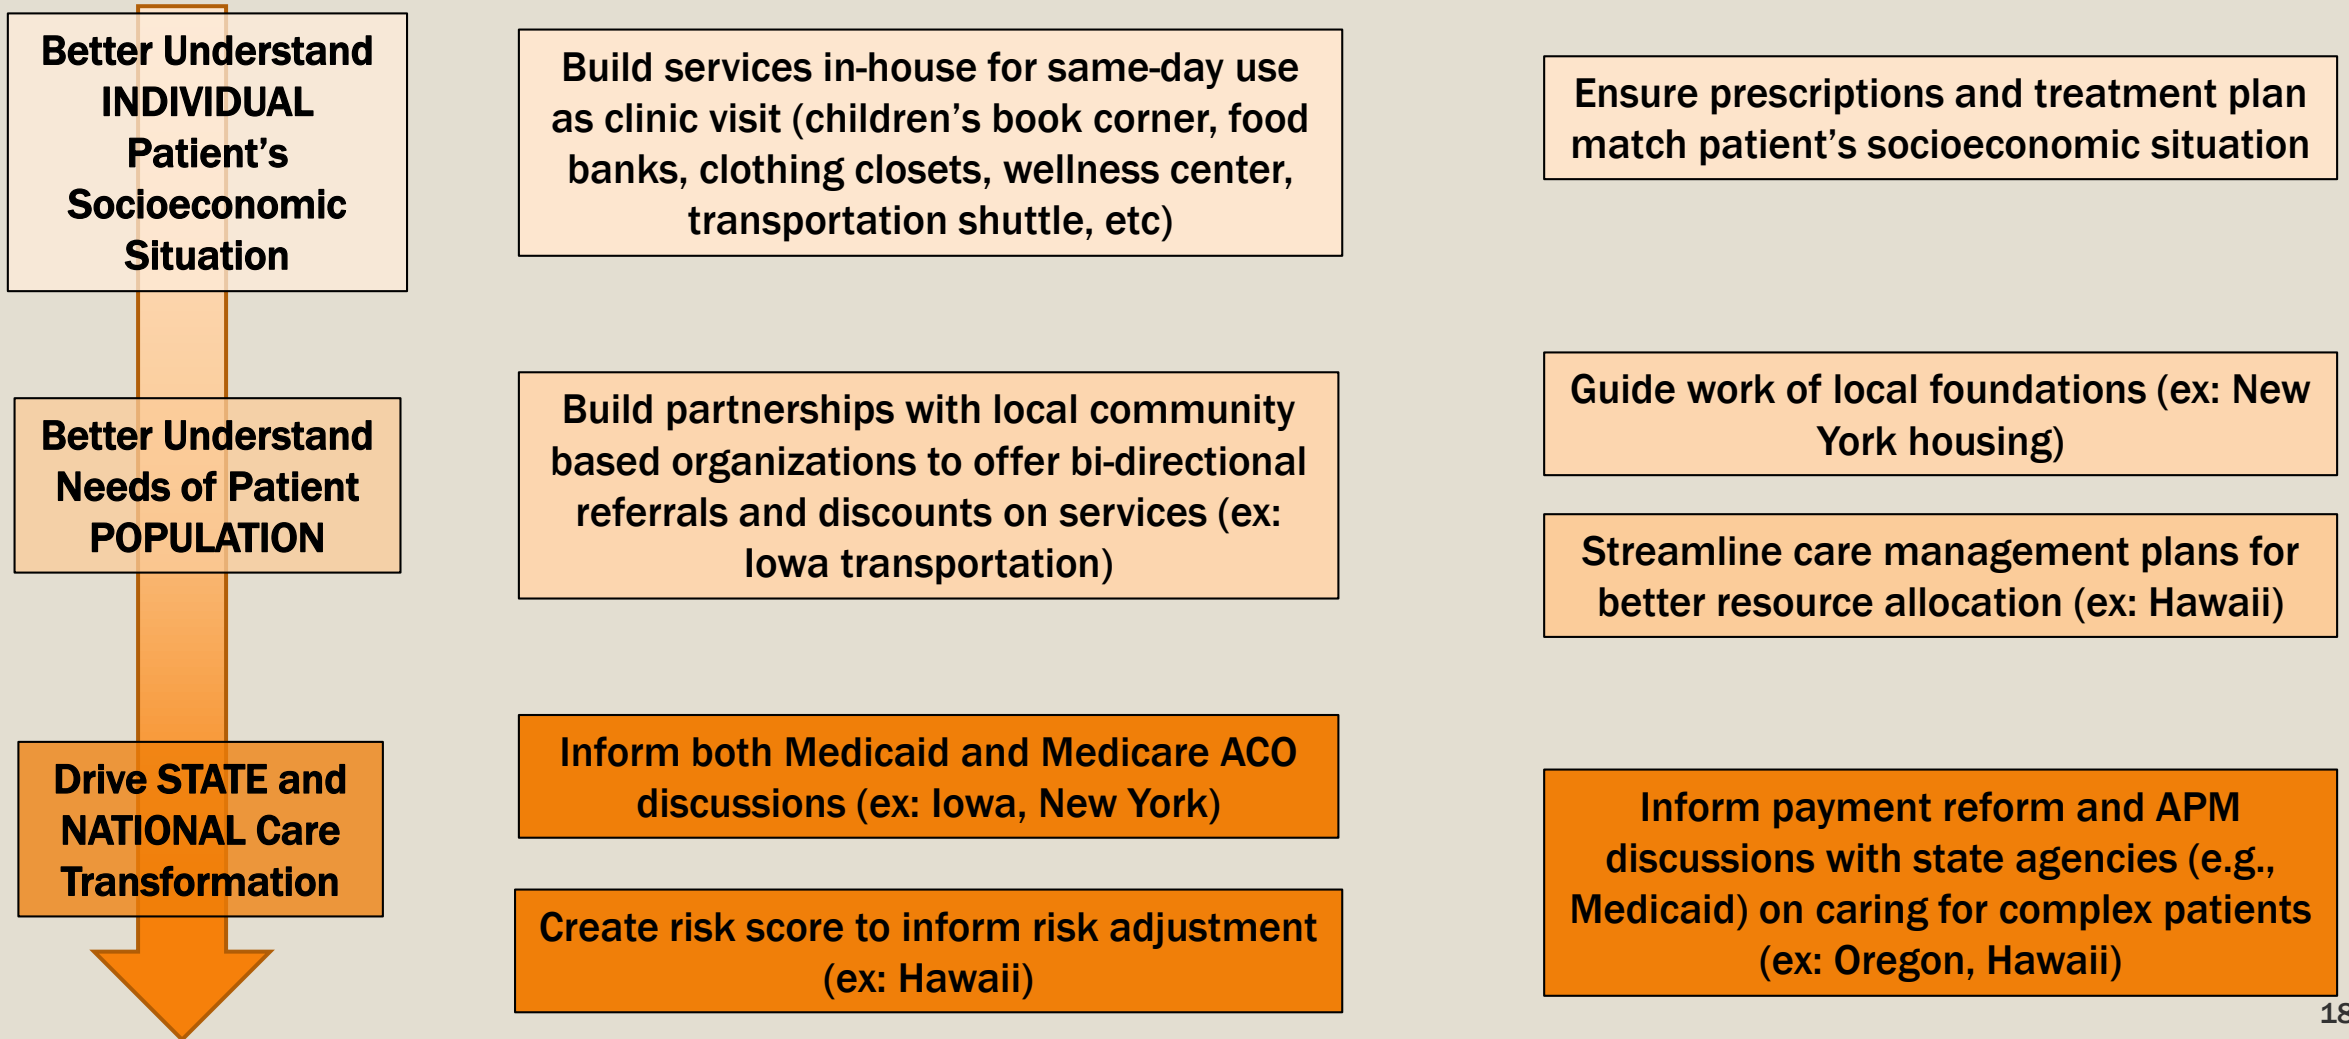 Better Understand
INDIVIDUAL
Patient’s
Socioeconomic
Situation
Build services in-house for same-day use
as clinic visit (children’s book corner, food
banks, clothing closets, wellness center,
transportation shuttle, etc)
Ensure prescriptions and treatment plan
match patient’s socioeconomic situation
Better Understand
Needs of Patient
POPULATION
Build partnerships with local community
based organizations to offer bi-directional
referrals and discounts on services (ex:
Iowa transportation)
Guide work of local foundations (ex: New
York housing)
Streamline care management plans for
better resource allocation (ex: Hawaii)
Drive STATE and
NATIONAL Care
Transformation
Inform both Medicaid and Medicare ACO
discussions (ex: Iowa, New York)
Create risk score to inform risk adjustment
(ex: Hawaii)
Inform payment reform and APM
discussions with state agencies (e.g.,
Medicaid) on caring for complex patients
(ex: Oregon, Hawaii)
18